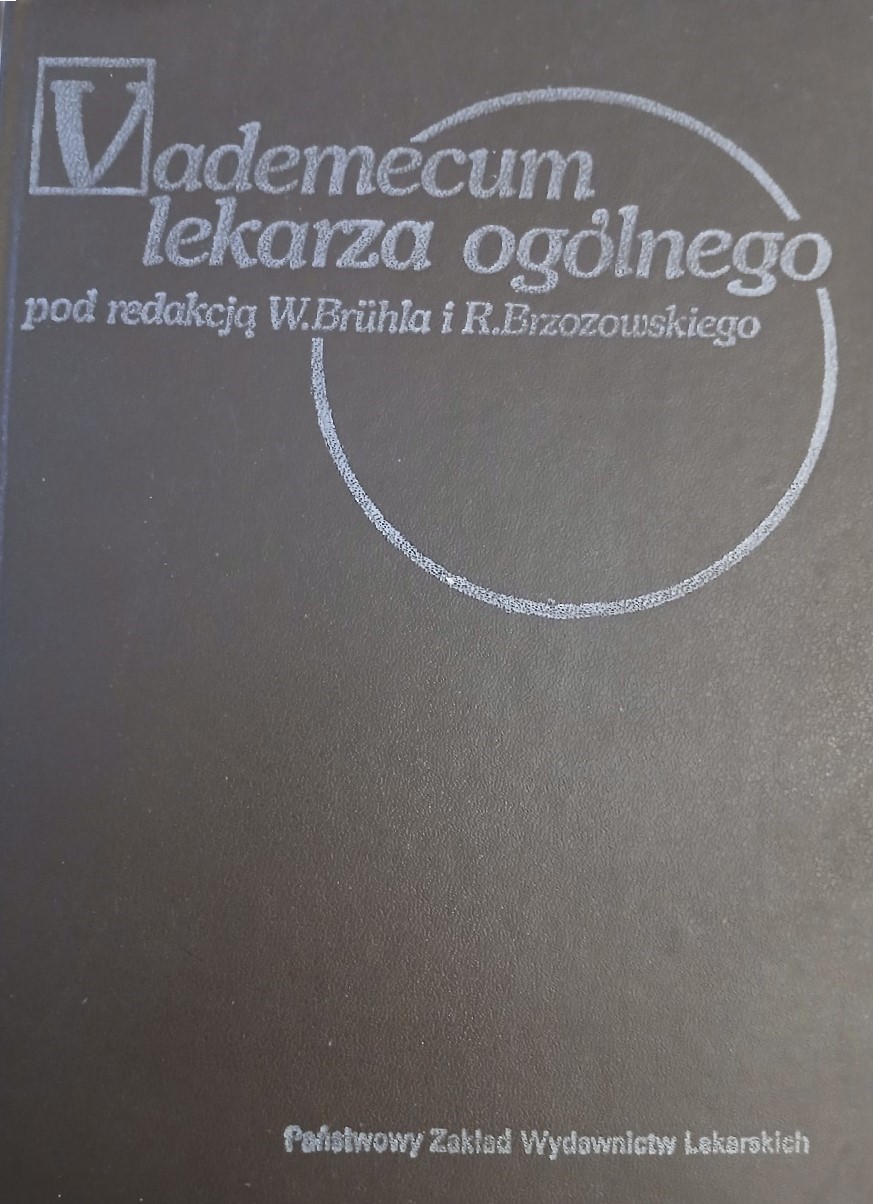 Vademecum
lekarza ogólnego
pod redakcją W.Brühla i R.Brzozowskiego
Państwowy Zakład Wydawnictw Lekarskich